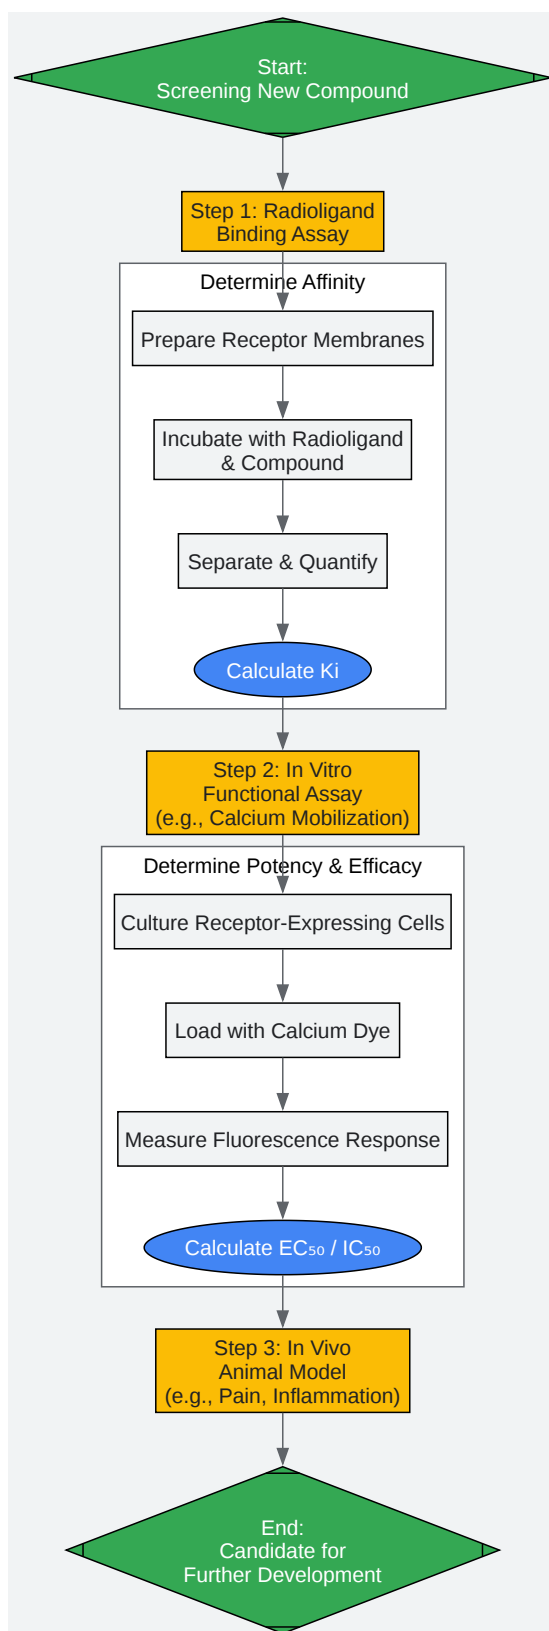 Start:
Screening New Compound
Step 1: Radioligand
Binding Assay
Determine Affinity
Prepare Receptor Membranes
Incubate with Radioligand
& Compound
Separate & Quantify
Calculate Ki
Step 2: In Vitro
Functional Assay
(e.g., Calcium Mobilization)
Determine Potency & Efficacy
Culture Receptor-Expressing Cells
Load with Calcium Dye
Measure Fluorescence Response
Calculate EC₅₀ / IC₅₀
Step 3: In Vivo
Animal Model
(e.g., Pain, Inflammation)
End:
Candidate for
Further Development